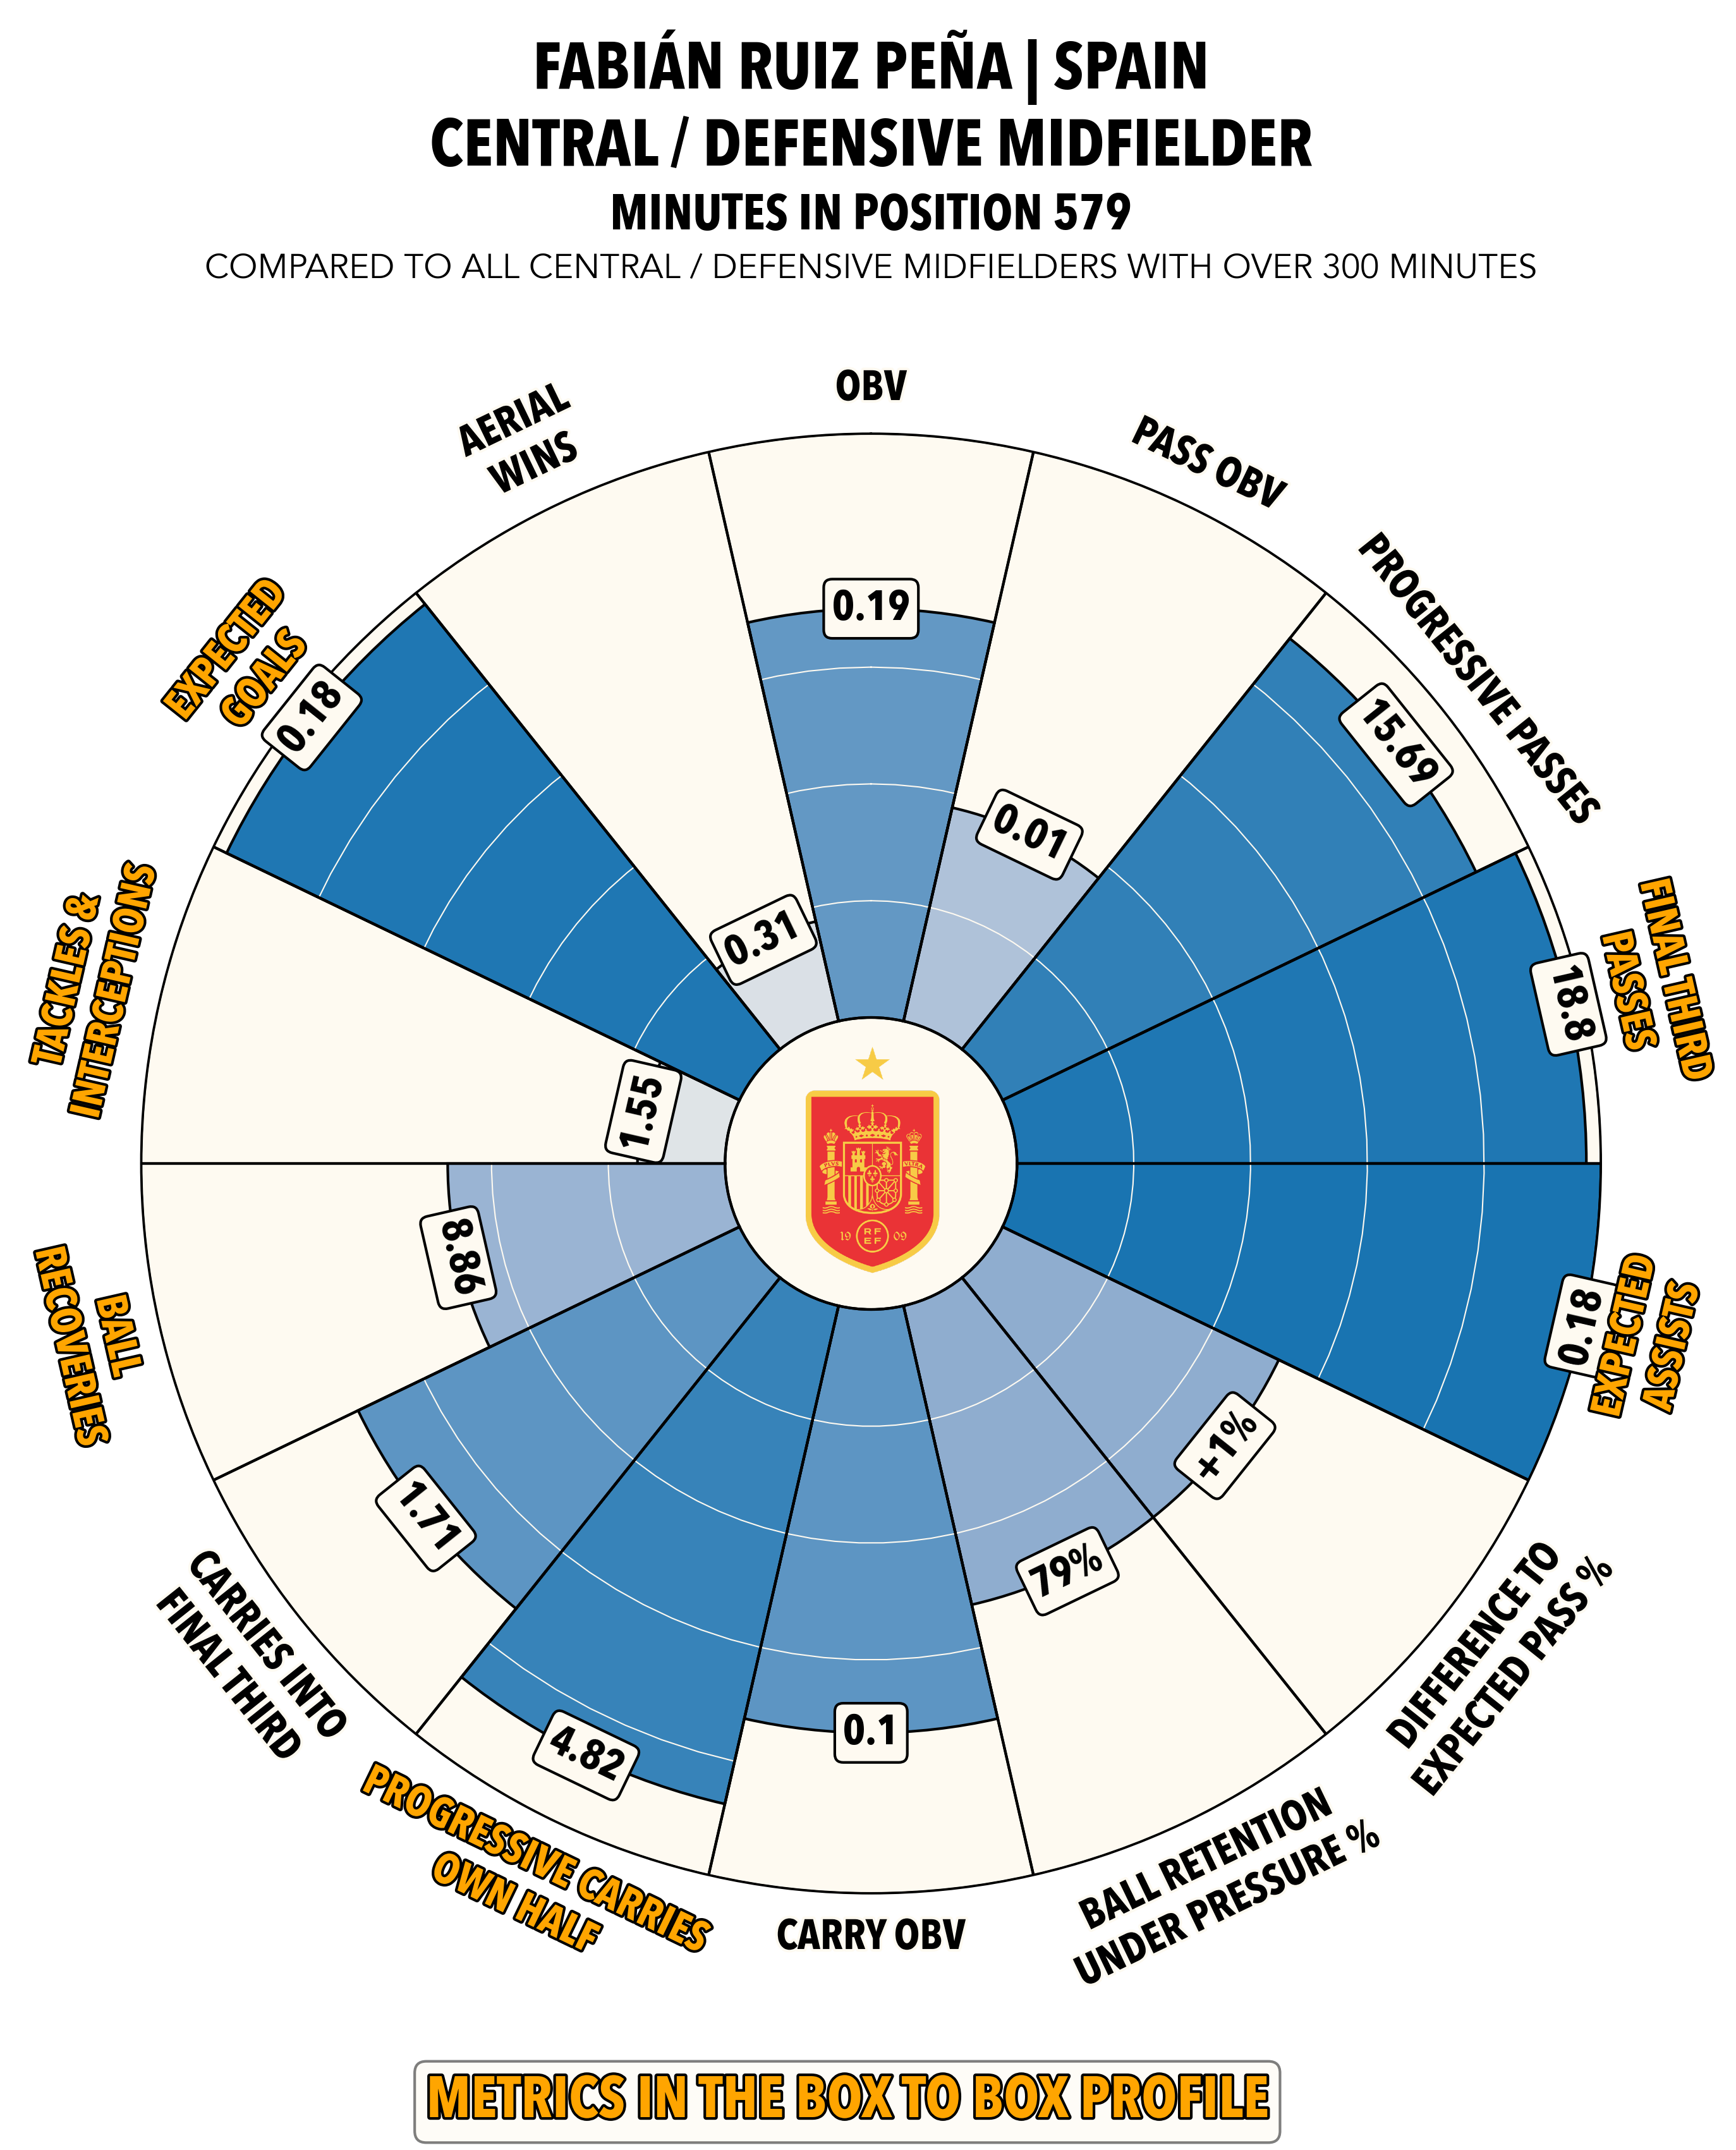 FABIÁN RUIZ PEÑA | SPAIN
CENTRAL / DEFENSIVE MIDFIELDER
MINUTES IN POSITION 579
COMPARED TO ALL CENTRAL / DEFENSIVE MIDFIELDERS WITH OVER 300 MINUTES
OBV
0.19
PASS OBV
0.01
PROGRESSIVE PASSES
15.69
FINAL THIRD
PASSES
18.8
EXPECTED
ASSISTS
0.18
DIFFERENCE TO
EXPECTED PASS %
+1%
BALL RETENTION
UNDER PRESSURE %
79%
CARRY OBV
0.1
PROGRESSIVE CARRIES
OWN HALF
4.82
CARRIES INTO
FINAL THIRD
1.71
BALL
RECOVERIES
8.86
TACKLES &
INTERCEPTIONS
1.55
EXPECTED
GOALS
0.18
AERIAL
WINS
0.31
PLVS VLTRA
19 RF 09
EF
METRICS IN THE BOX TO BOX PROFILE